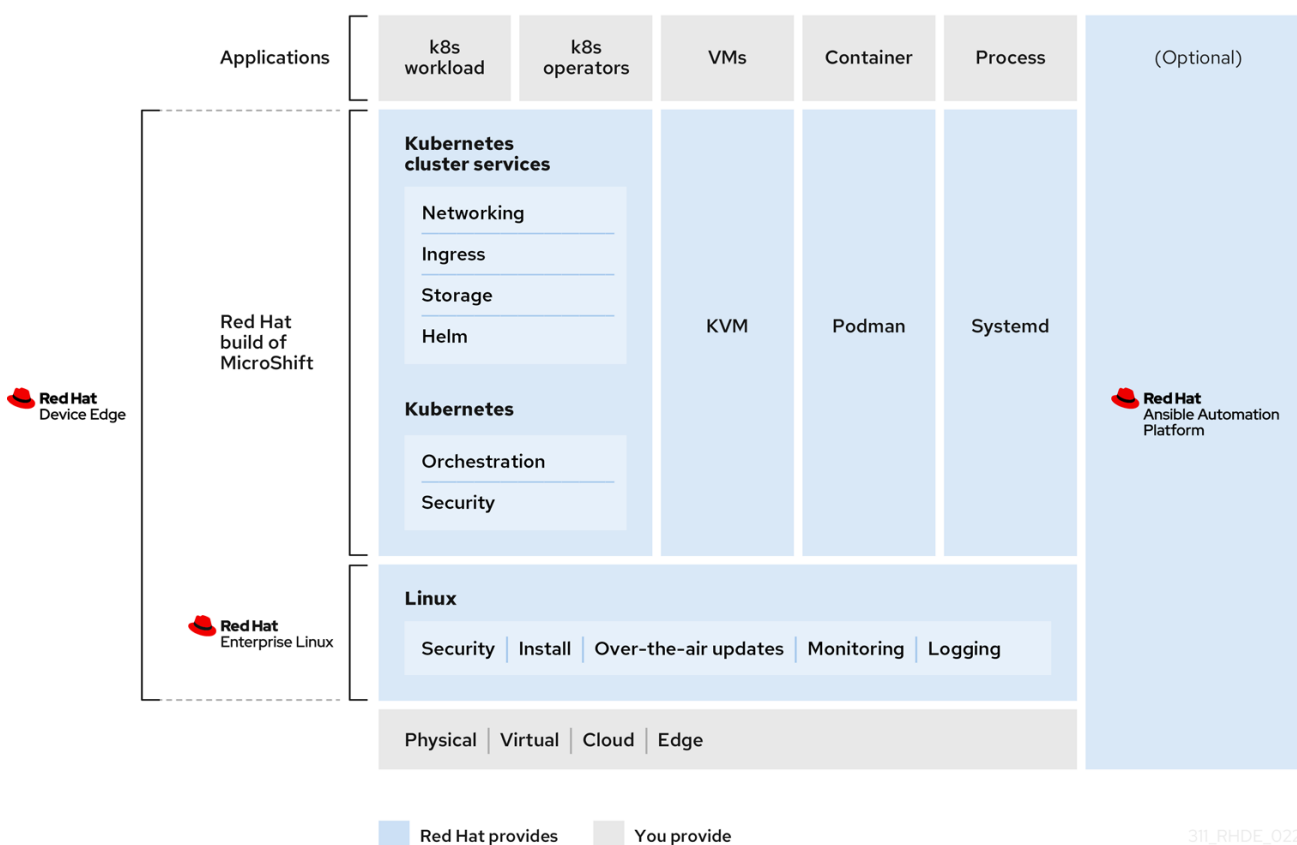 Applications
k8s
workload
k8s
operators
VMs
Container
Process
(Optional)
Kubernetes
cluster services
Networking
Ingress
Storage
Helm
Red Hat
build of
MicroShift
KVM
Podman
Systemd
Red Hat
Device Edge
Kubernetes
Orchestration
Security
Red Hat
Ansible Automation
Platform
Red Hat
Enterprise Linux
Linux
Security | Install | Over-the-air updates | Monitoring | Logging
Physical | Virtual | Cloud | Edge
Red Hat provides
You provide
311_RHDE_022